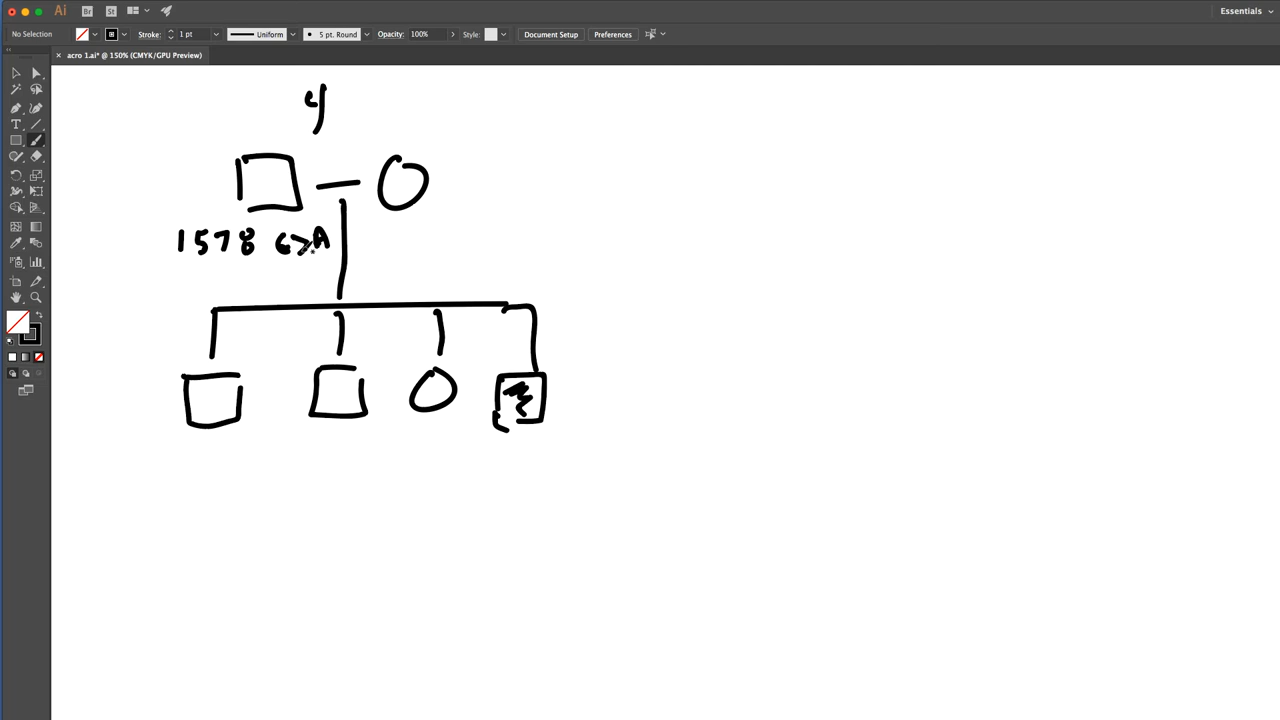 Ai Br St Essentials
No Selection Stroke: 1 pt Uniform 5 pt. Round Opacity: 100% Style: Document Setup Preferences
× acro 1.ai* @ 150% (CMYK/GPU Preview)
1578 C>A